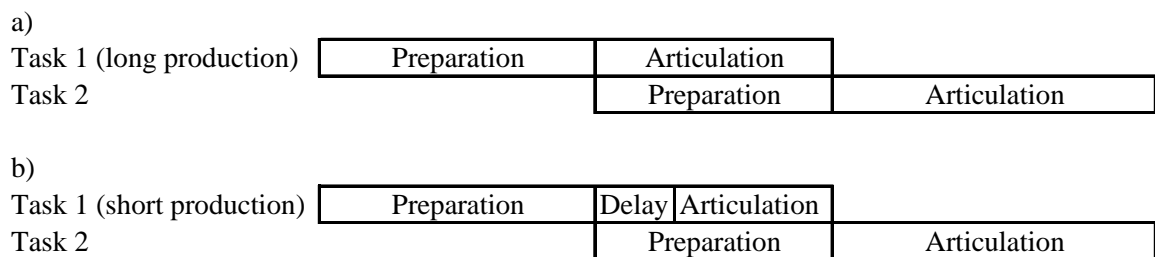 a)
Task 1 (long production) Preparation Articulation
Task 2 Preparation Articulation
b)
Task 1 (short production) Preparation Delay Articulation
Task 2 Preparation Articulation